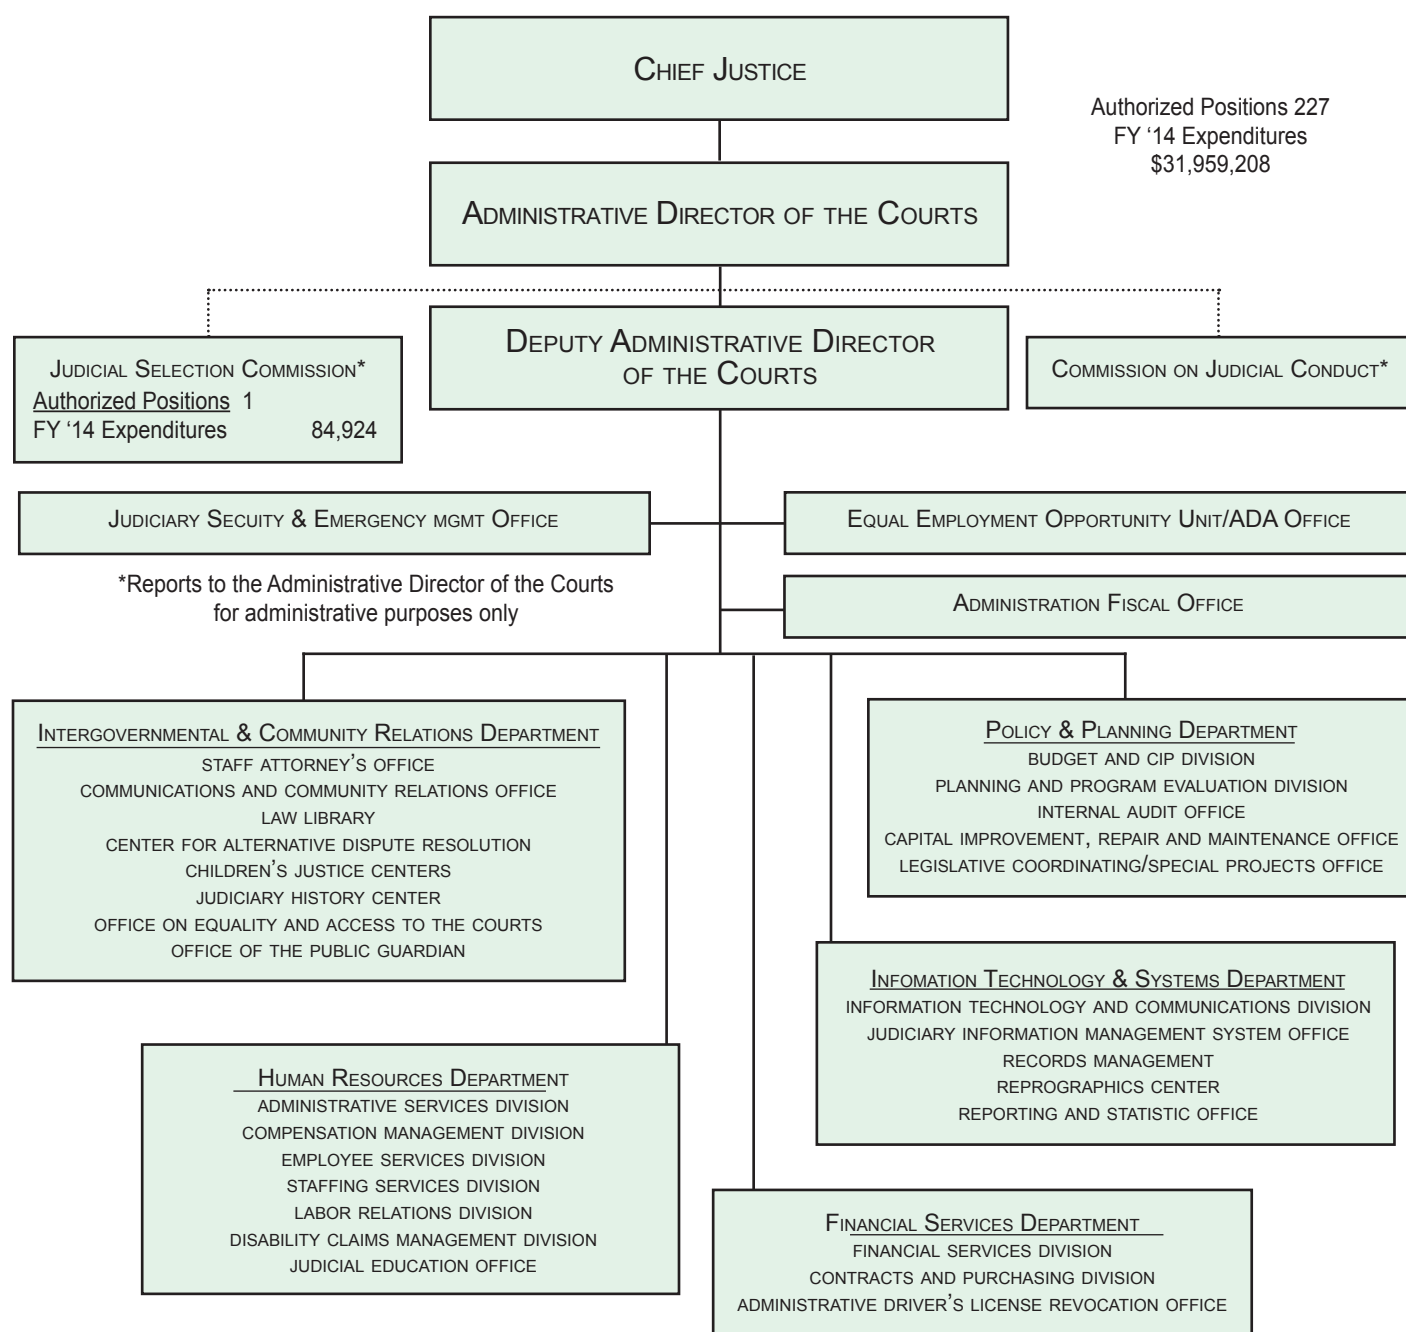 Chief Justice
Authorized Positions 227
FY ‘14 Expenditures
$31,959,208
Administrative Director of the Courts
Deputy Administrative Director
of the Courts
Judicial Selection Commission*
Authorized Positions 1
FY ‘14 Expenditures 84,924
Commission on Judicial Conduct*
Judiciary Secuity & Emergency mgmt Office
Equal Employment Opportunity Unit/ADA Office
*Reports to the Administrative Director of the Courts
for administrative purposes only
Administration Fiscal Office
Intergovernmental & Community Relations Department
staff attorney’s office
communications and community relations office
law library
center for alternative dispute resolution
children’s justice centers
judiciary history center
office on equality and access to the courts
office of the public guardian
Policy & Planning Department
budget and cip division
planning and program evaluation division
internal audit office
capital improvement, repair and maintenance office
legislative coordinating/special projects office
Infomation Technology & Systems Department
information technology and communications division
judiciary information management system office
records management
reprographics center
reporting and statistic office
Human Resources Department
administrative services division
compensation management division
employee services division
staffing services division
labor relations division
disability claims management division
judicial education office
Financial Services Department
financial services division
contracts and purchasing division
administrative driver’s license revocation office